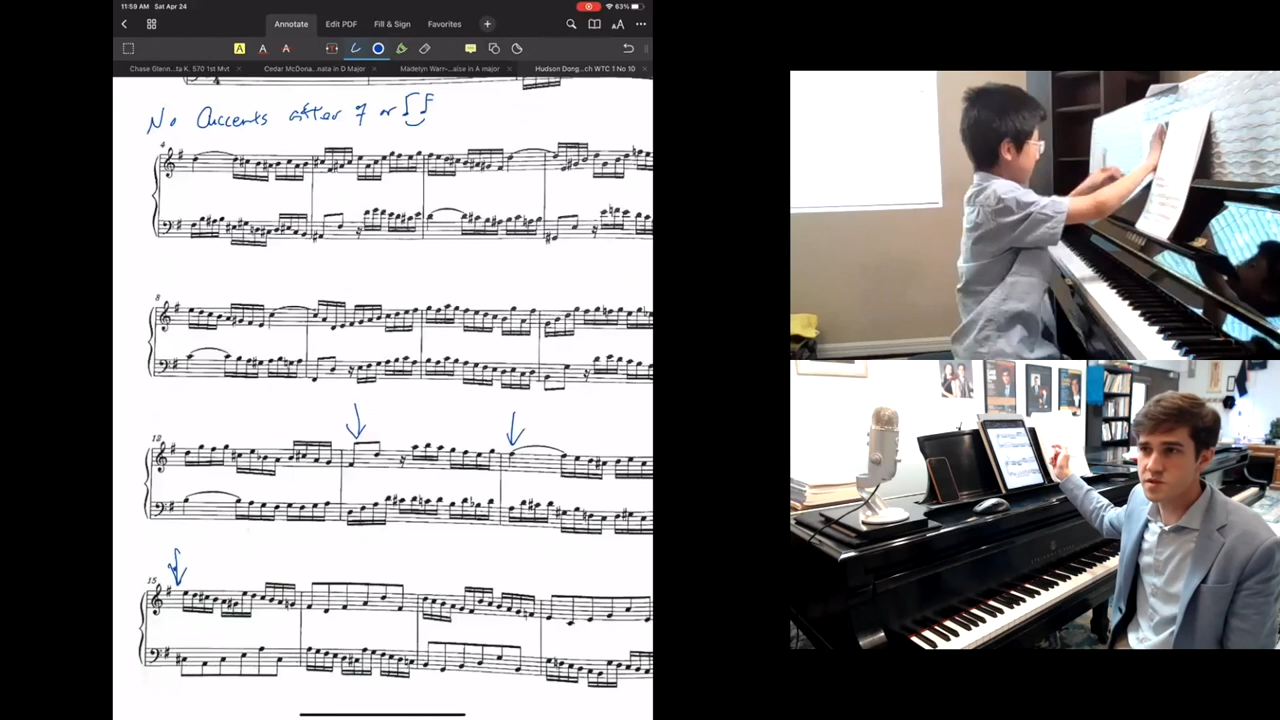 11:59 AM Sat Apr 24
63%
Annotate Edit PDF Fill & Sign Favorites
Chase Glenn...ta K. 570 1st Mvt × Cedar McDona...nata in D Major × Madelyn Warr-...aise in A major × Hudson Dong...ch WTC 1 No 10 ×
No Accents after 7 or
4
8
12
15